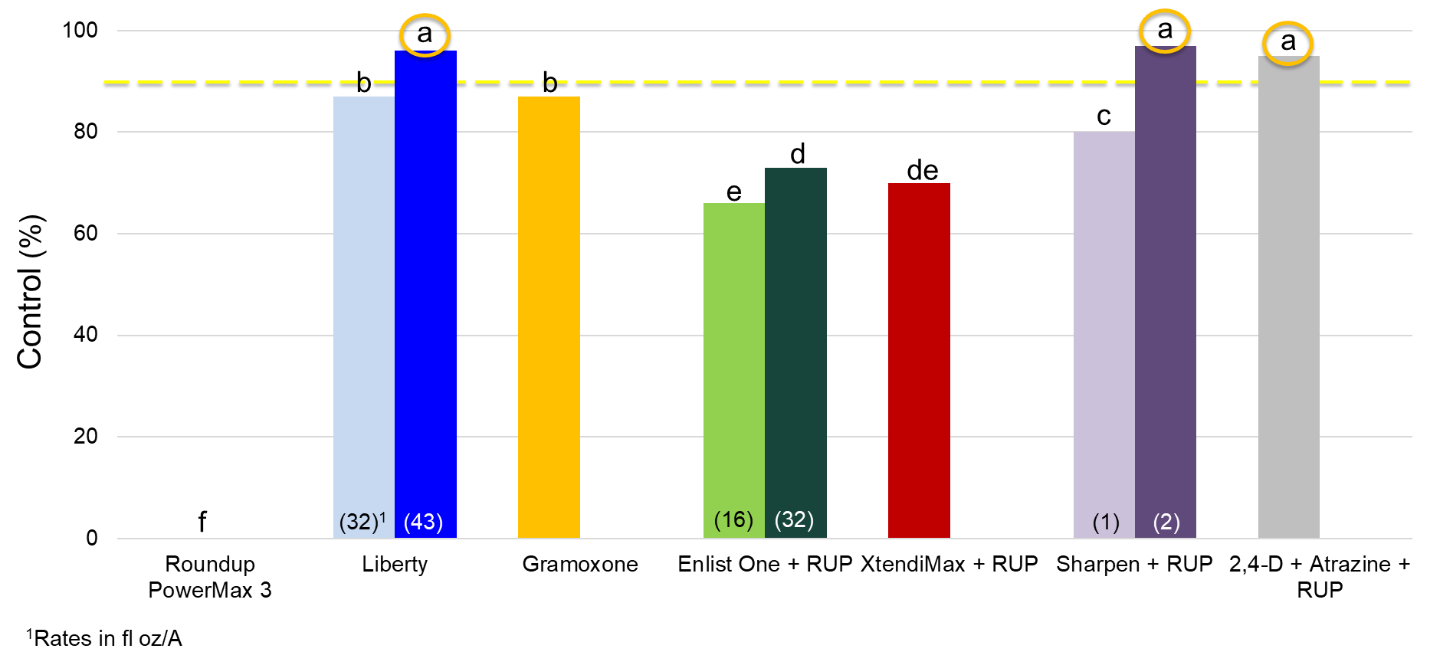 100
80
60
40
20
0
Control (%)
f
b
a
b
e
d
de
c
a
a
(32)¹
(43)
(16)
(32)
(1)
(2)
Roundup
PowerMax 3
Liberty
Gramoxone
Enlist One + RUP
XtendiMax + RUP
Sharpen + RUP
2,4-D + Atrazine +
RUP
¹Rates in fl oz/A